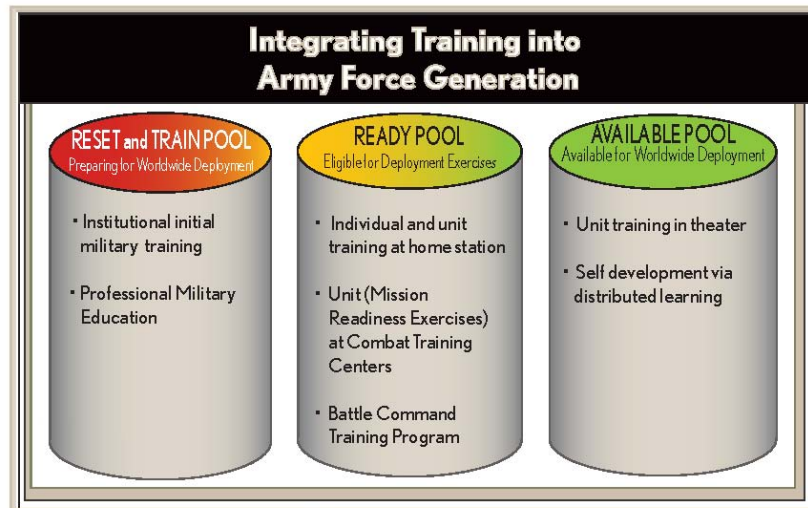 Integrating Training into
Army Force Generation
RESET and TRAIN POOL
Preparing for Worldwide Deployment
• Institutional initial
military training
• Professional Military
Education
READY POOL
Eligible for Deployment Exercises
• Individual and unit
training at home station
• Unit (Mission
Readiness Exercises)
at Combat Training
Centers
• Battle Command
Training Program
AVAILABLE POOL
Available for Worldwide Deployment
• Unit training in theater
• Self development via
distributed learning